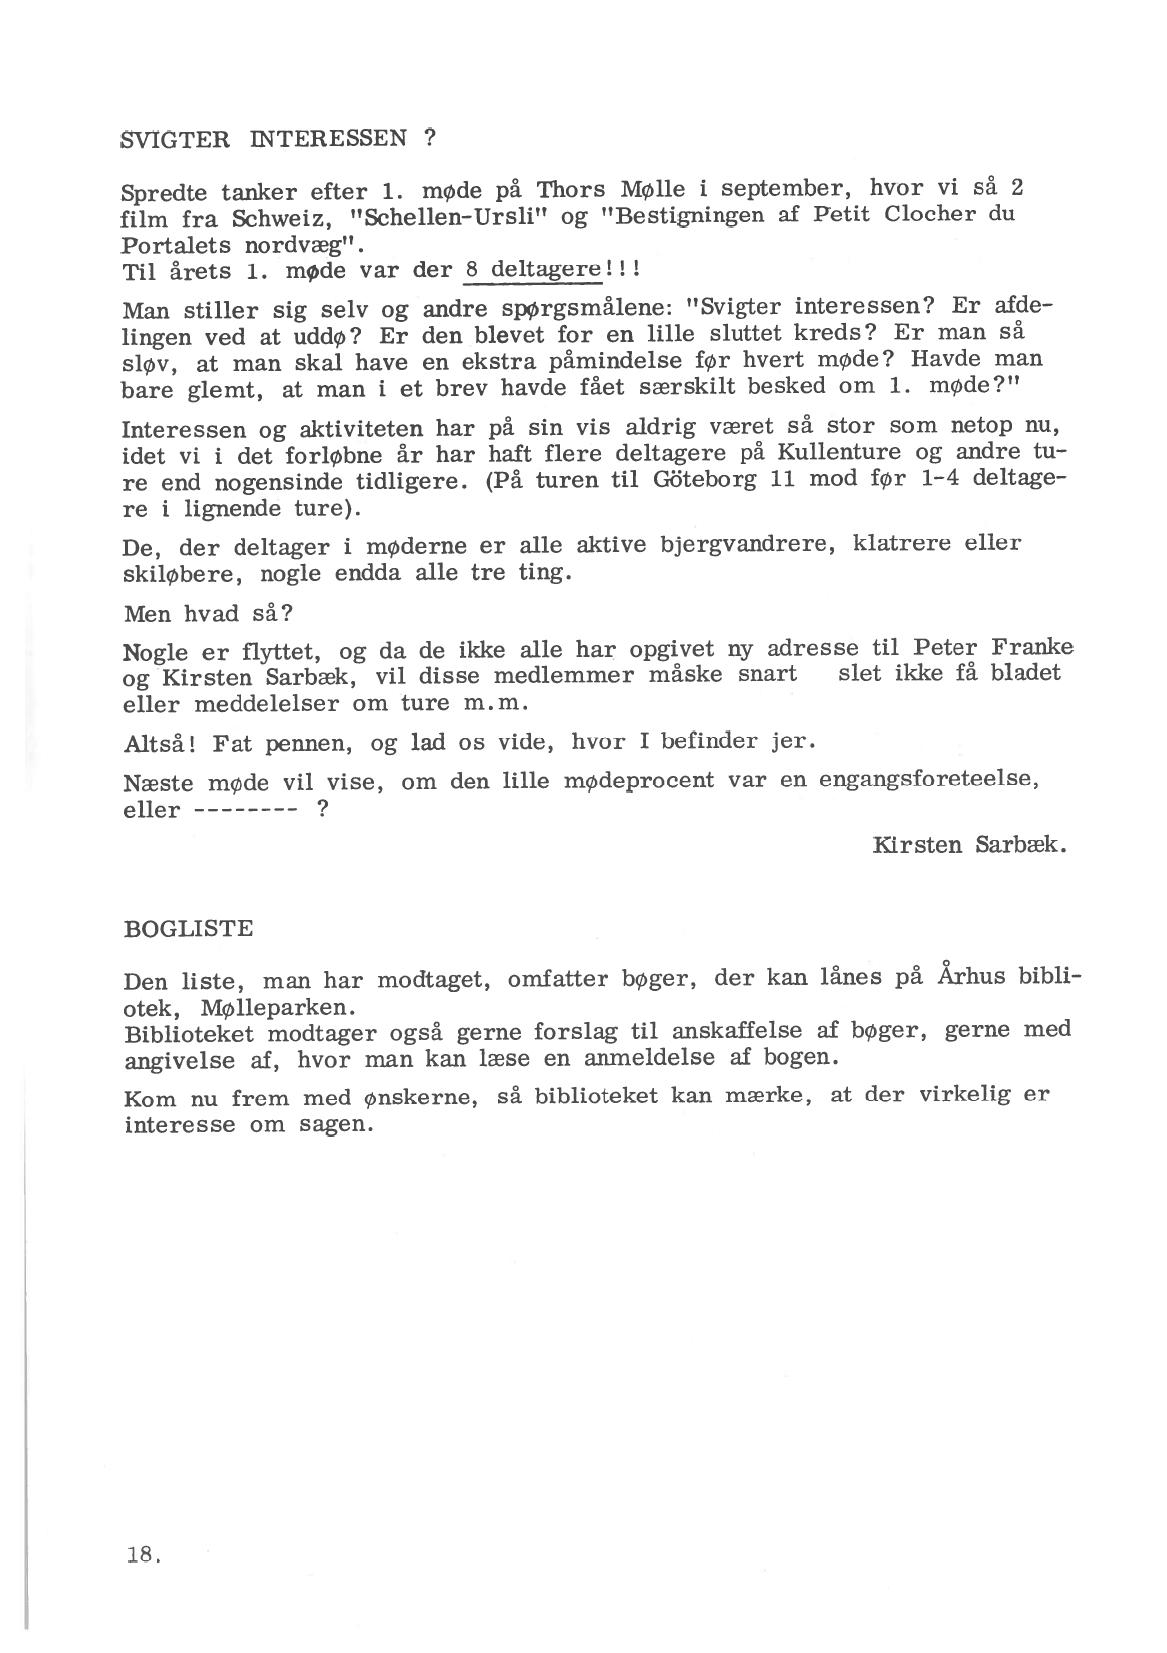 SVIGTER INTERESSEN ?
Spredte tanker efter 1. møde på Thors Mølle i september, hvor vi så 2
film fra Schweiz, "Schellen-Ursli" og "Bestigningen af Petit Clocher du
Portalets nordvæg".
Til årets 1. møde var der 8 deltagere!!!
Man stiller sig selv og andre spørgsmålene: "Svigter interessen? Er afde-
lingen ved at uddø? Er den blevet for en lille sluttet kreds? Er man så
sløv, at man skal have en ekstra påmindelse før hvert møde? Havde man
bare glemt, at man i et brev havde fået særskilt besked om 1. møde?"
Interessen og aktiviteten har på sin vis aldrig været så stor som netop nu,
idet vi i det forløbne år har haft flere deltagere på Kullenture og andre tu-
re end nogensinde tidligere. (På turen til Göteborg 11 mod før 1-4 deltage-
re i lignende ture).
De, der deltager i møderne er alle aktive bjergvandrere, klatrere eller
skiløbere, nogle endda alle tre ting.
Men hvad så?
Nogle er flyttet, og da de ikke alle har opgivet ny adresse til Peter Franke
og Kirsten Sarbæk, vil disse medlemmer måske snart slet ikke få bladet
eller meddelelser om ture m.m.
Altså! Fat pennen, og lad os vide, hvor I befinder jer.
Næste møde vil vise, om den lille mødeprocent var en engangsforeteelse,
eller -------- ?
Kirsten Sarbæk.
BOGLISTE
Den liste, man har modtaget, omfatter bøger, der kan lånes på Århus bibli-
otek, Mølleparken.
Biblioteket modtager også gerne forslag til anskaffelse af bøger, gerne med
angivelse af, hvor man kan læse en anmeldelse af bogen.
Kom nu frem med ønskerne, så biblioteket kan mærke, at der virkelig er
interesse om sagen.
18.